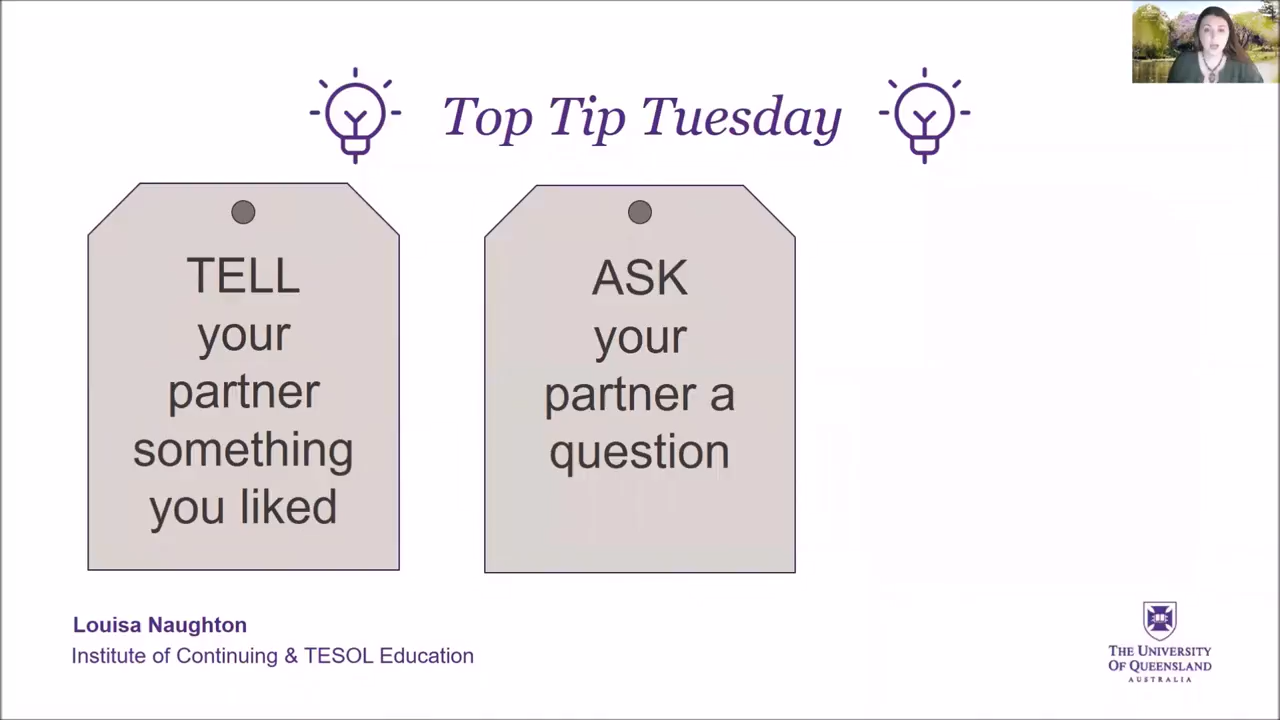 Top Tip Tuesday
TELL
your
partner
something
you liked
ASK
your
partner a
question
Louisa Naughton
Institute of Continuing & TESOL Education
THE UNIVERSITY
OF QUEENSLAND
AUSTRALIA